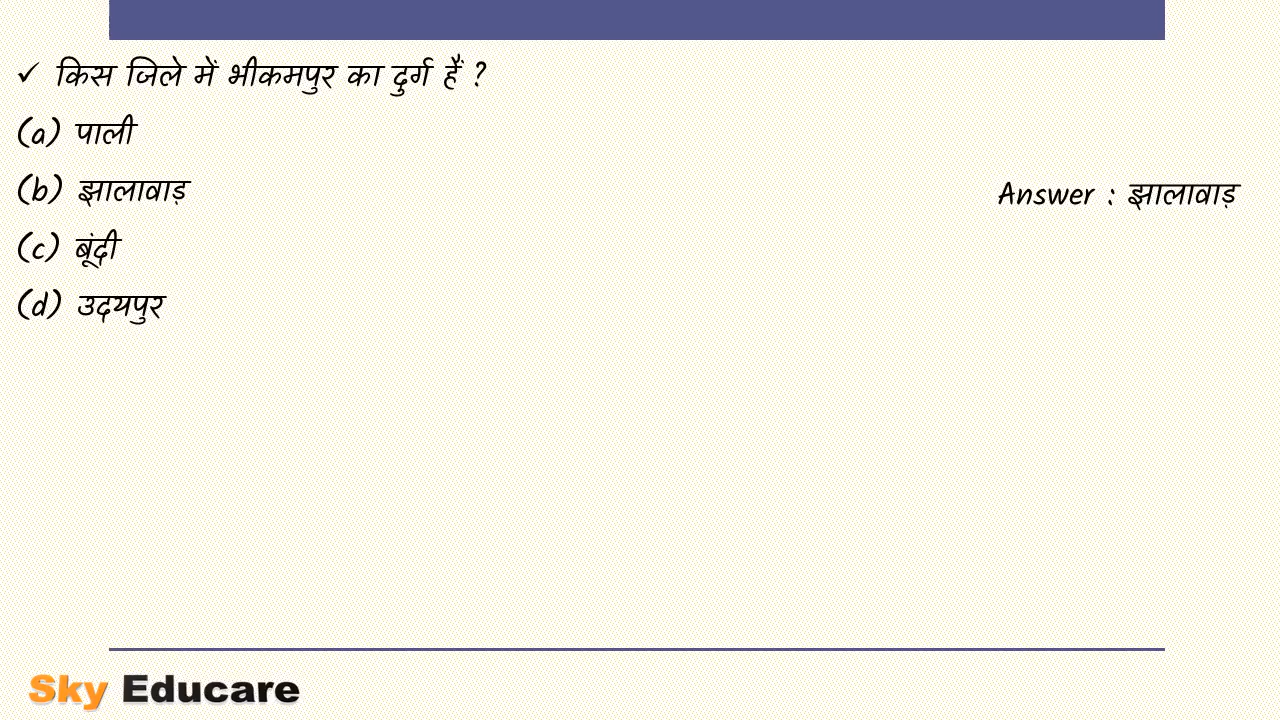 ✓ किस जिले में भीकमपुर का दुर्ग हैं ?
(a) पाली
(b) झालावाड़
Answer : झालावाड़
(c) बूंदी
(d) उदयपुर
Sky Educare